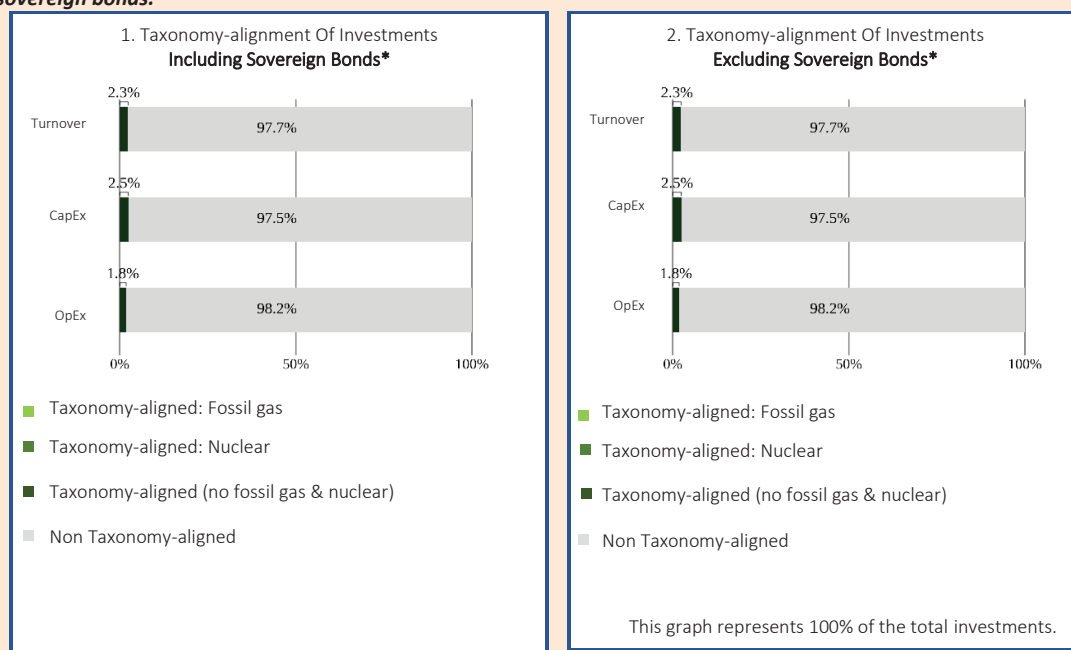 sovereign bonds.
1. Taxonomy-alignment Of Investments
Including Sovereign Bonds*
2.3%
Turnover
97.7%
2.5%
CapEx
97.5%
1.8%
OpEx
98.2%
0% 50% 100%
Taxonomy-aligned: Fossil gas
Taxonomy-aligned: Nuclear
Taxonomy-aligned (no fossil gas & nuclear)
Non Taxonomy-aligned
2. Taxonomy-alignment Of Investments
Excluding Sovereign Bonds*
2.3%
Turnover
97.7%
2.5%
CapEx
97.5%
1.8%
OpEx
98.2%
0% 50% 100%
Taxonomy-aligned: Fossil gas
Taxonomy-aligned: Nuclear
Taxonomy-aligned (no fossil gas & nuclear)
Non Taxonomy-aligned
This graph represents 100% of the total investments.